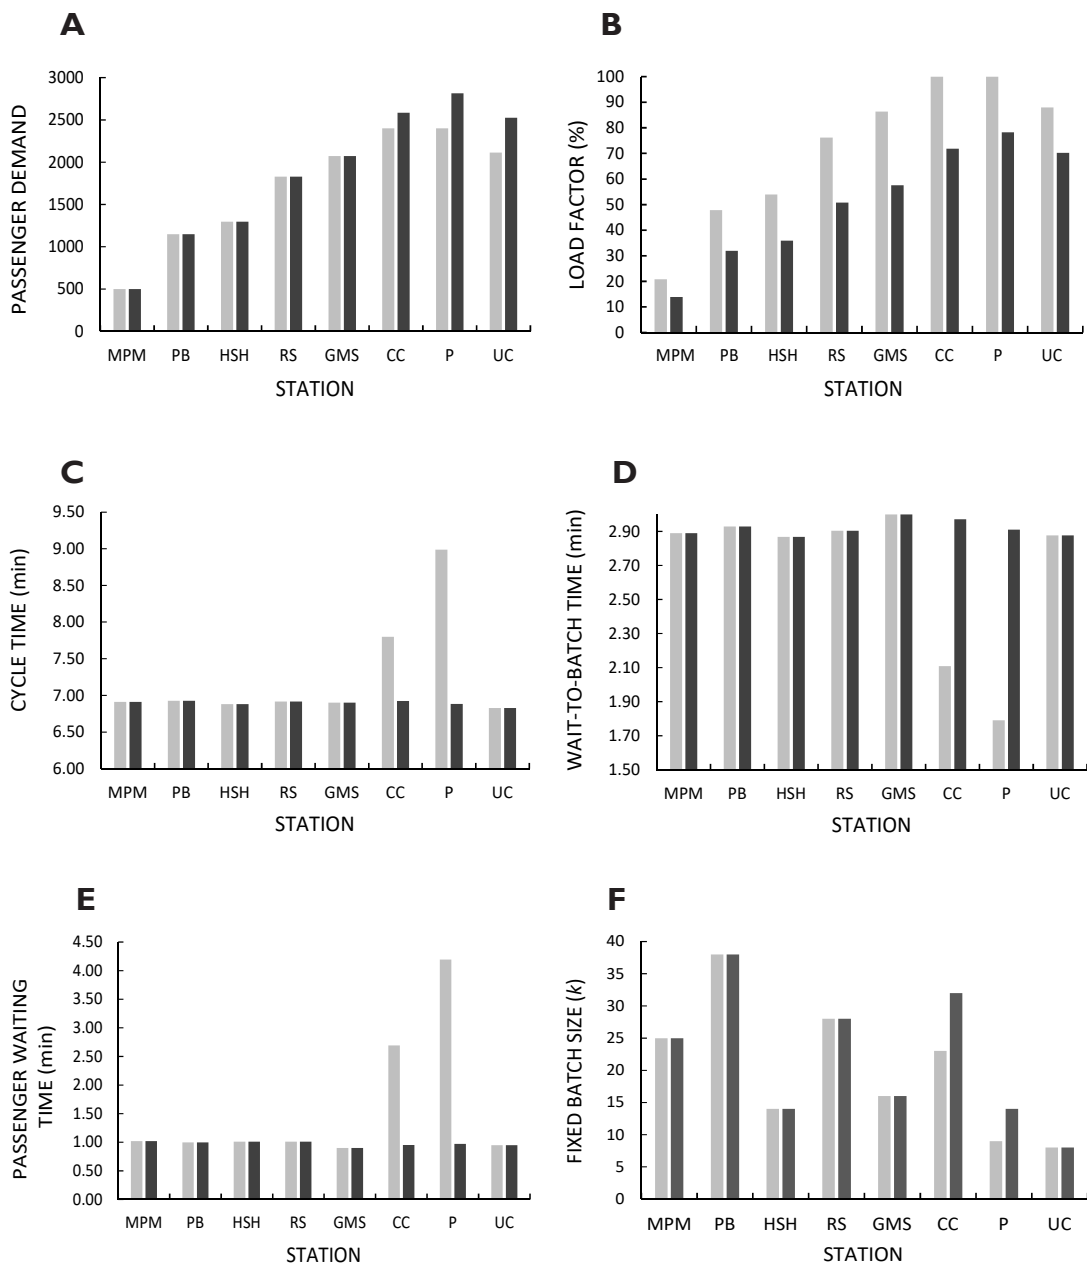 A
PASSENGER DEMAND
3000
2500
2000
1500
1000
500
0
MPM PB HSH RS GMS CC P UC
STATION
B
LOAD FACTOR (%)
100
90
80
70
60
50
40
30
20
10
0
MPM PB HSH RS GMS CC P UC
STATION
C
CYCLE TIME (min)
9.50
9.00
8.50
8.00
7.50
7.00
6.50
6.00
MPM PB HSH RS GMS CC P UC
STATION
D
WAIT-TO-BATCH TIME (min)
2.90
2.70
2.50
2.30
2.10
1.90
1.70
1.50
MPM PB HSH RS GMS CC P UC
STATION
E
PASSENGER WAITING
TIME (min)
4.50
4.00
3.50
3.00
2.50
2.00
1.50
1.00
0.50
0.00
MPM PB HSH RS GMS CC P UC
STATION
F
FIXED BATCH SIZE (k)
40
35
30
25
20
15
10
5
0
MPM PB HSH RS GMS CC P UC
STATION